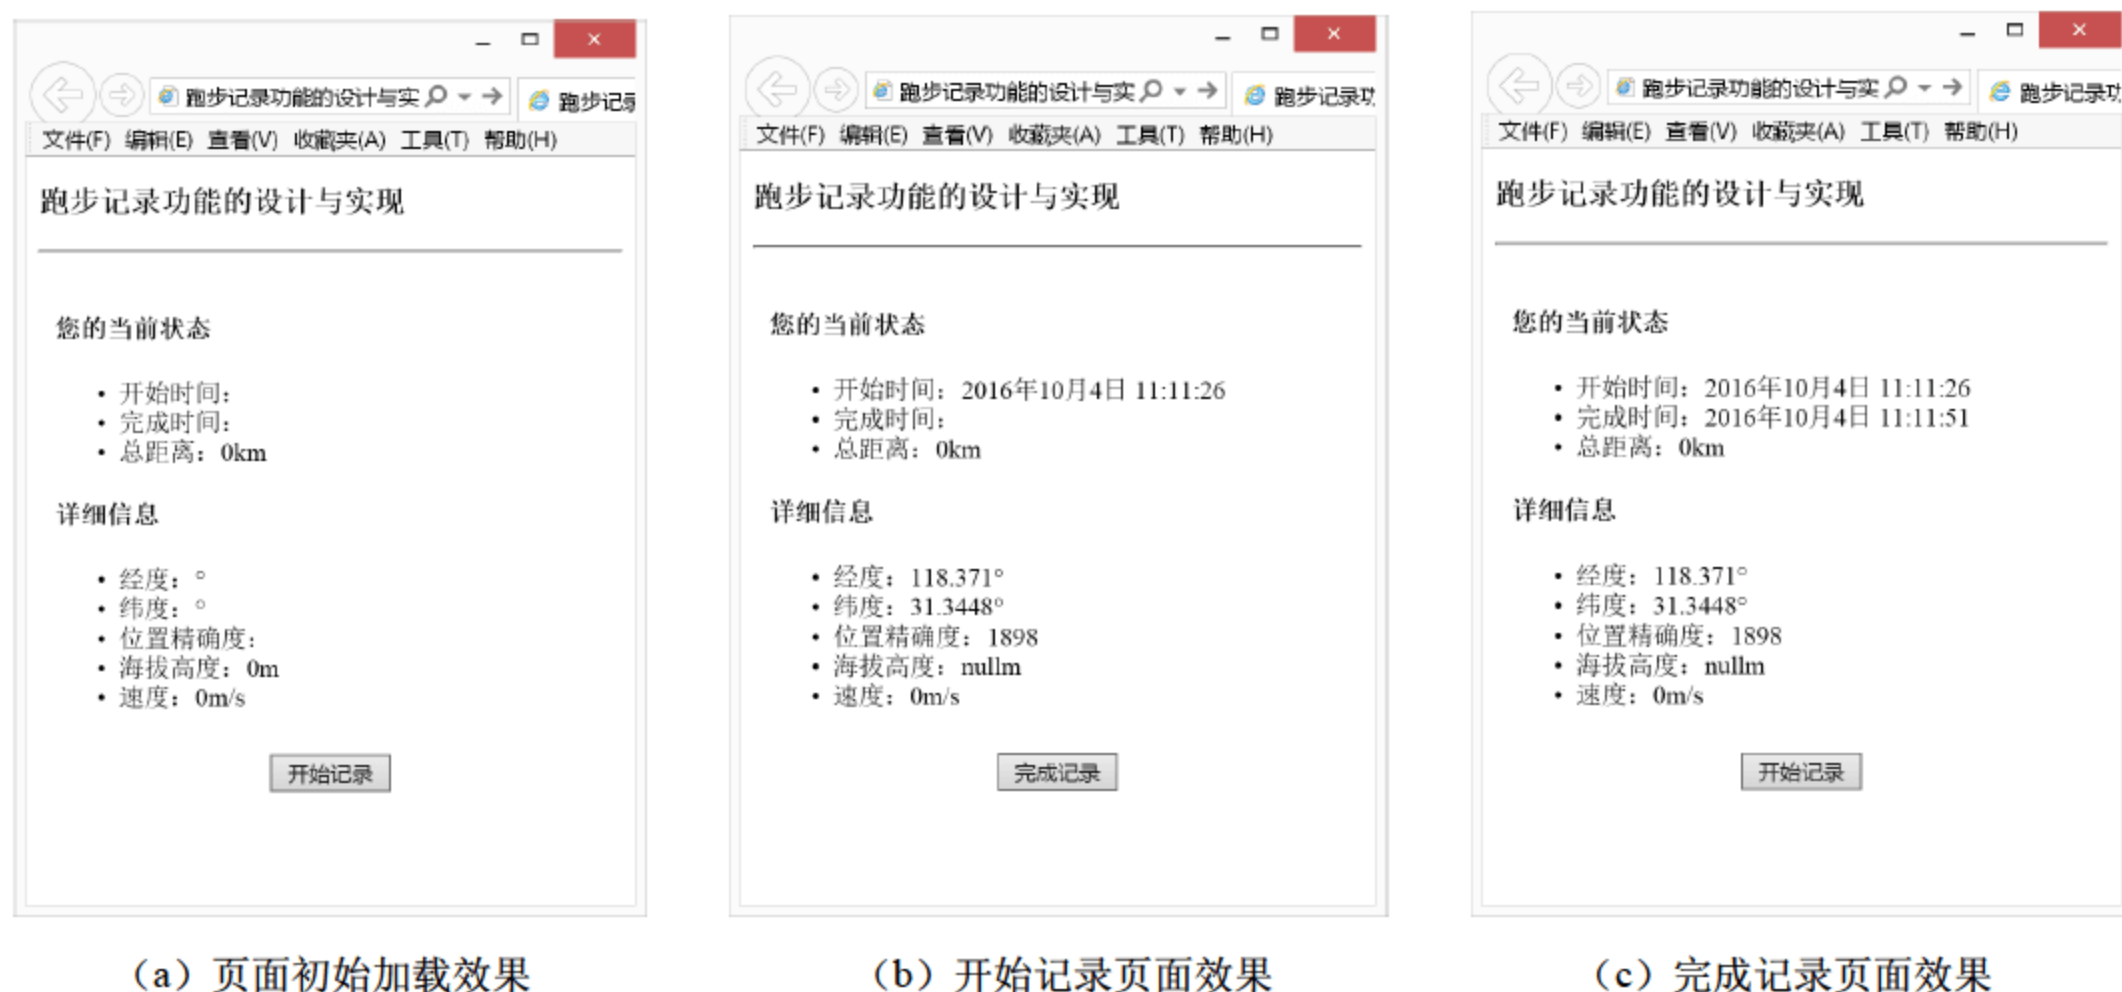 跑步记录功能的设计与实
跑步记录
文件(F) 编辑(E) 查看(V) 收藏夹(A) 工具(T) 帮助(H)
跑步记录功能的设计与实现
您的当前状态
• 开始时间：
• 完成时间：
• 总距离：0km
详细信息
• 经度：°
• 纬度：°
• 位置精确度：
• 海拔高度：0m
• 速度：0m/s
开始记录
（a）页面初始加载效果
跑步记录功能的设计与实
跑步记录功
文件(F) 编辑(E) 查看(V) 收藏夹(A) 工具(T) 帮助(H)
跑步记录功能的设计与实现
您的当前状态
• 开始时间：2016年10月4日 11:11:26
• 完成时间：
• 总距离：0km
详细信息
• 经度：118.371°
• 纬度：31.3448°
• 位置精确度：1898
• 海拔高度：nullm
• 速度：0m/s
完成记录
（b）开始记录页面效果
跑步记录功能的设计与实
跑步记录功
文件(F) 编辑(E) 查看(V) 收藏夹(A) 工具(T) 帮助(H)
跑步记录功能的设计与实现
您的当前状态
• 开始时间：2016年10月4日 11:11:26
• 完成时间：2016年10月4日 11:11:51
• 总距离：0km
详细信息
• 经度：118.371°
• 纬度：31.3448°
• 位置精确度：1898
• 海拔高度：nullm
• 速度：0m/s
开始记录
（c）完成记录页面效果